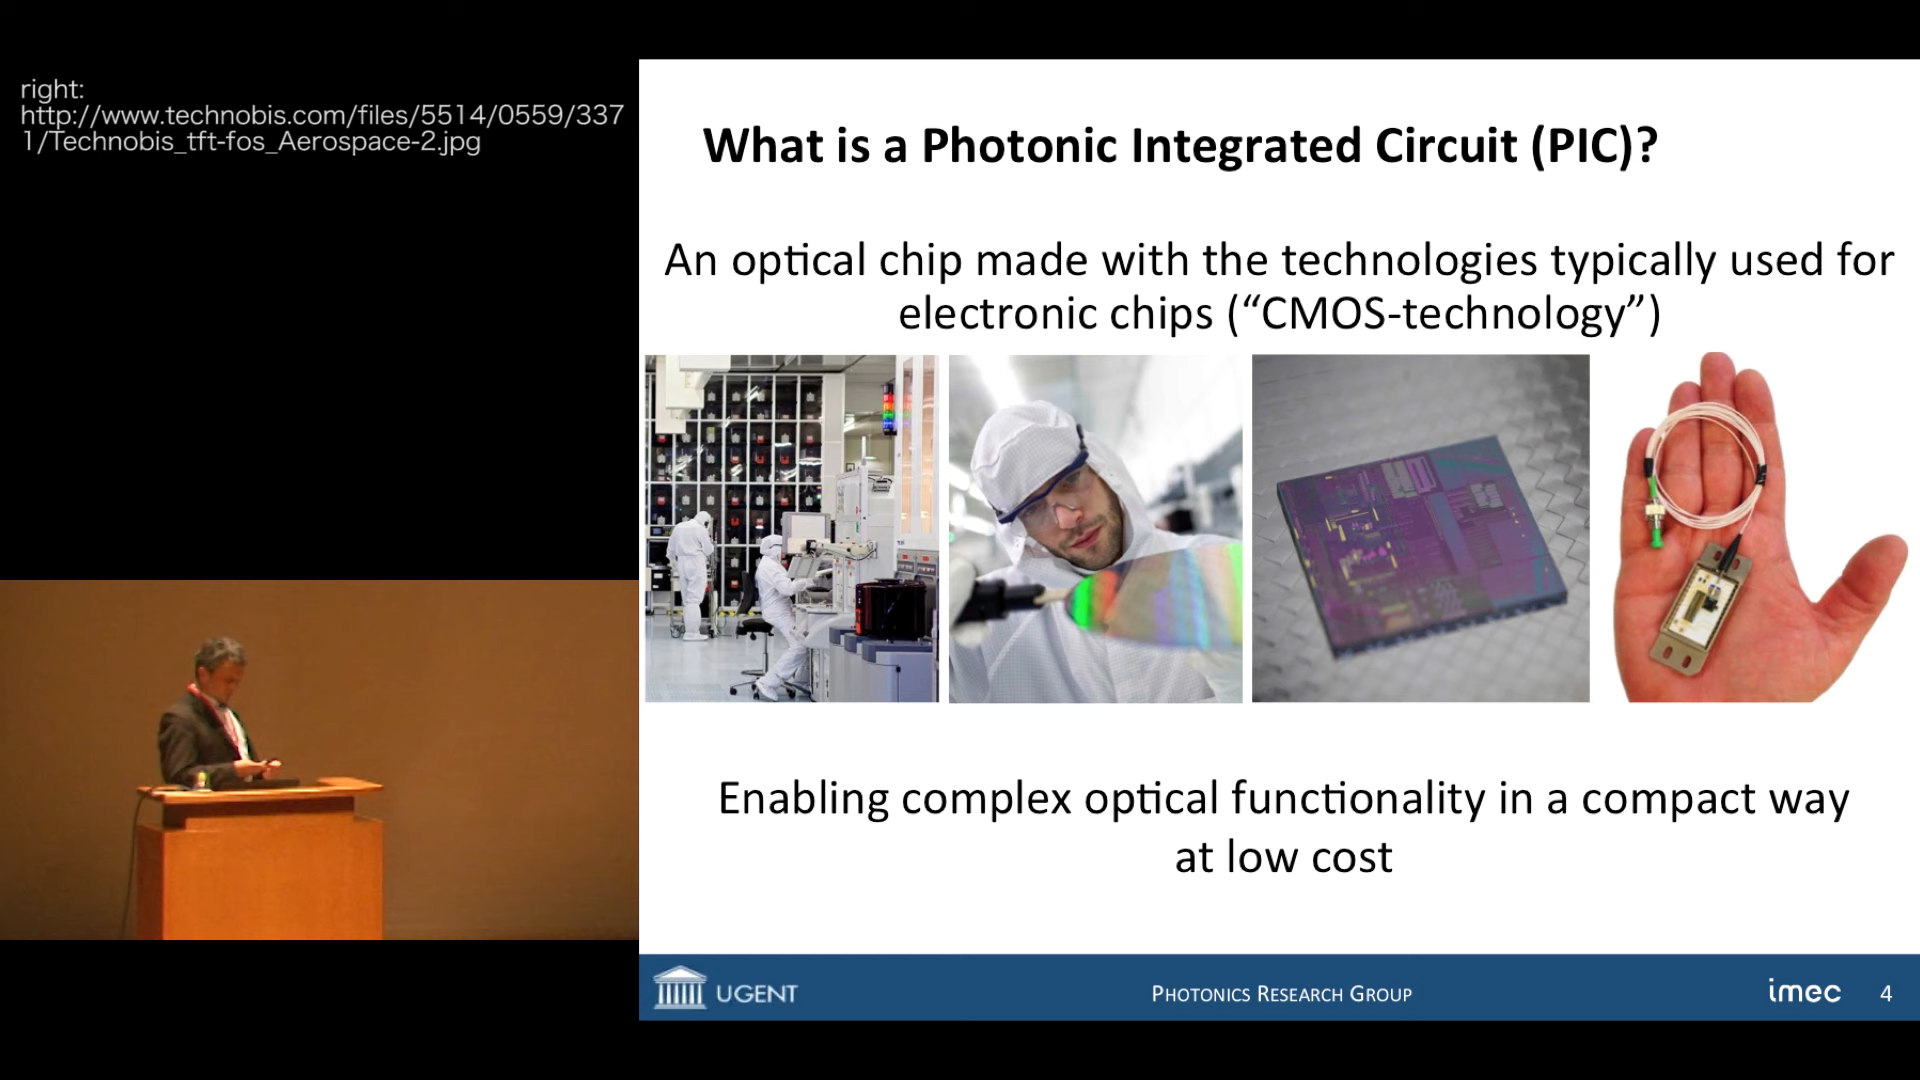 right:
http://www.technobis.com/files/5514/0559/337
1/Technobis_tft-fos_Aerospace-2.jpg
What is a Photonic Integrated Circuit (PIC)?
An optical chip made with the technologies typically used for
electronic chips (“CMOS-technology”)
Enabling complex optical functionality in a compact way
at low cost
UGENT
PHOTONICS RESEARCH GROUP
imec
4